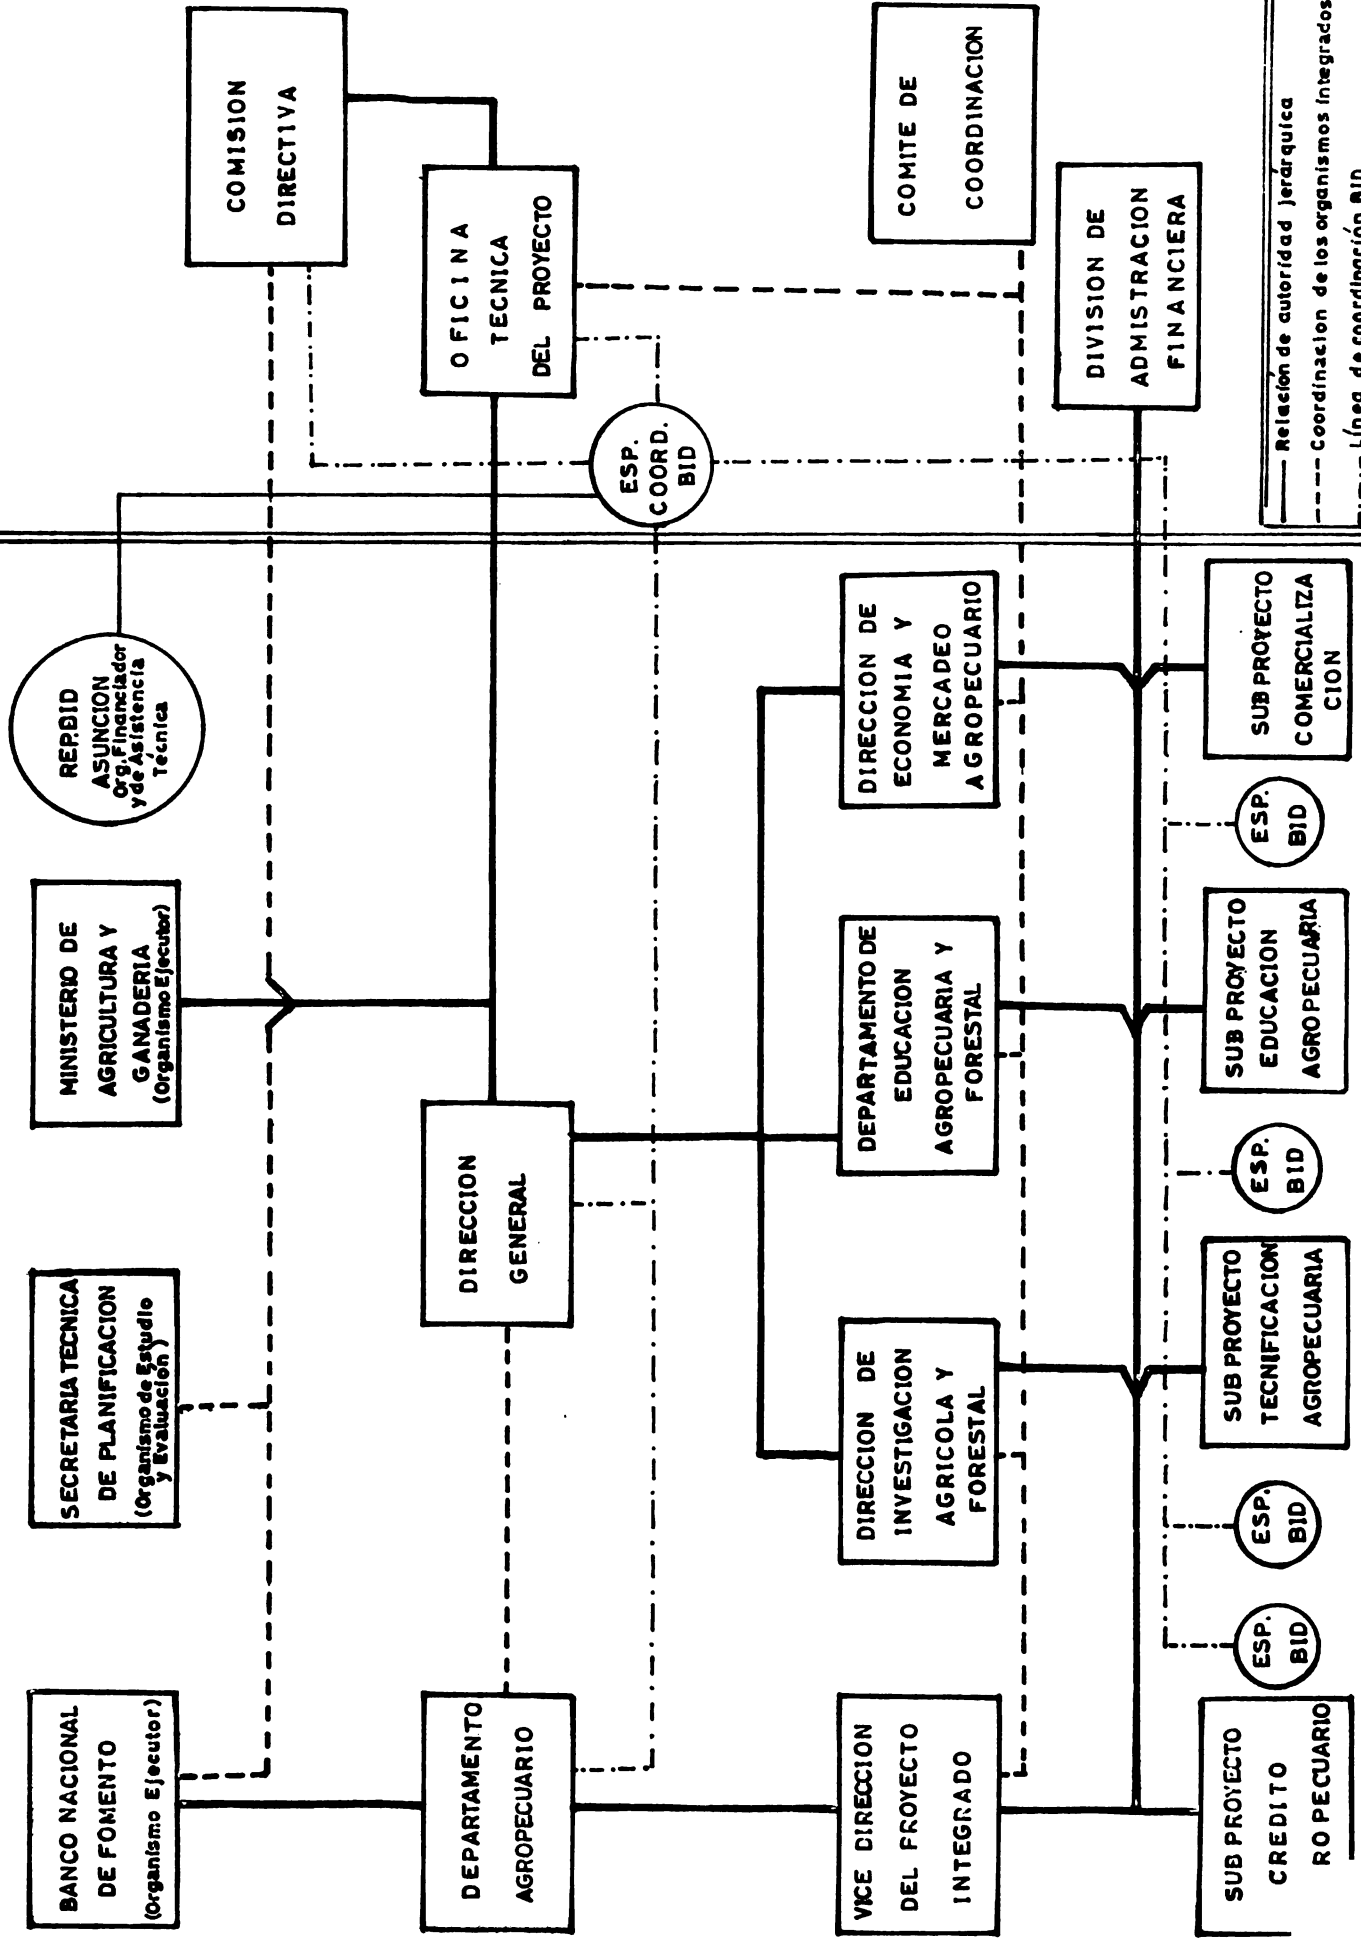 BANCO NACIONAL
DE FOMENTO
(Organismo Ejecutor)
SECRETARIA TECNICA
DE PLANIFICACION
(Organismo de Estudio
y Evaluación)
MINISTERIO DE
AGRICULTURA Y
GANADERIA
(Organismo Ejecutor)
REP.BID
ASUNCION
Org. Financiador
y de Asistencia
Técnica
COMISION
DIRECTIVA
DEPARTAMENTO
AGROPECUARIO
DIRECCION
GENERAL
OFICINA
TECNICA
DEL PROYECTO
ESP.
COORD.
BID
VICE DIRECCION
DEL PROYECTO
INTEGRADO
DIRECCION DE
INVESTIGACION
AGRICOLA Y
FORESTAL
DEPARTAMENTO DE
EDUCACION
AGROPECUARIA Y
FORESTAL
DIRECCION DE
ECONOMIA Y
MERCADEO
AGROPECUARIO
COMITE DE
COORDINACION
DIVISION DE
ADMISTRACION
FINANCIERA
SUB PROYECTO
CREDITO
ROPECUARIO
ESP.
BID
ESP.
BID
SUB PROYECTO
TECNIFICACION
AGROPECUARIA
ESP.
BID
SUB PROYECTO
EDUCACION
AGROPECUARIA
ESP.
BID
SUB PROYECTO
COMERCIALIZA
CION
Relación de autoridad jerárquica
Coordinacion de los organismos integrados
Línea de coordinación BID